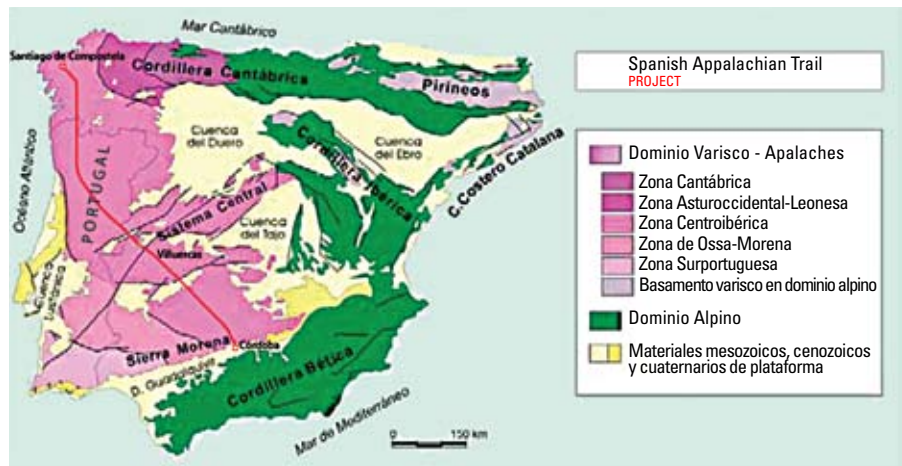 Mar Cantábrico
Santiago de Compostela
Cordillera Cantábrica
Pirineos
Cuenca
del Duero
Cuenca
del Ebro
Cordillera Ibérica
C. Costero Catalana
Océano Atlántico
PORTUGAL
Sistema Central
Cuenca
del Tajo
Villuercas
Cuenca
Lusitánica
Sierra Morena
Córdoba
D. Guadalquivir
Cordillera Bética
Mar de Mediterráneo
0 150 km
Spanish Appalachian Trail
PROJECT
Dominio Varisco - Apalaches
Zona Cantábrica
Zona Asturoccidental-Leonesa
Zona Centroibérica
Zona de Ossa-Morena
Zona Surportuguesa
Basamento varisco en dominio alpino
Dominio Alpino
Materiales mesozoicos, cenozoicos
y cuaternarios de plataforma